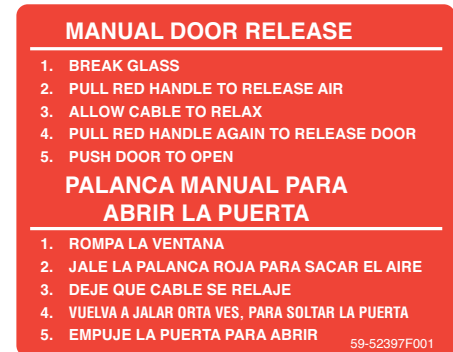 MANUAL DOOR RELEASE
1. BREAK GLASS
2. PULL RED HANDLE TO RELEASE AIR
3. ALLOW CABLE TO RELAX
4. PULL RED HANDLE AGAIN TO RELEASE DOOR
5. PUSH DOOR TO OPEN
PALANCA MANUAL PARA
ABRIR LA PUERTA
1. ROMPA LA VENTANA
2. JALE LA PALANCA ROJA PARA SACAR EL AIRE
3. DEJE QUE CABLE SE RELAJE
4. VUELVA A JALAR ORTA VES, PARA SOLTAR LA PUERTA
5. EMPUJE LA PUERTA PARA ABRIR
59-52397F001